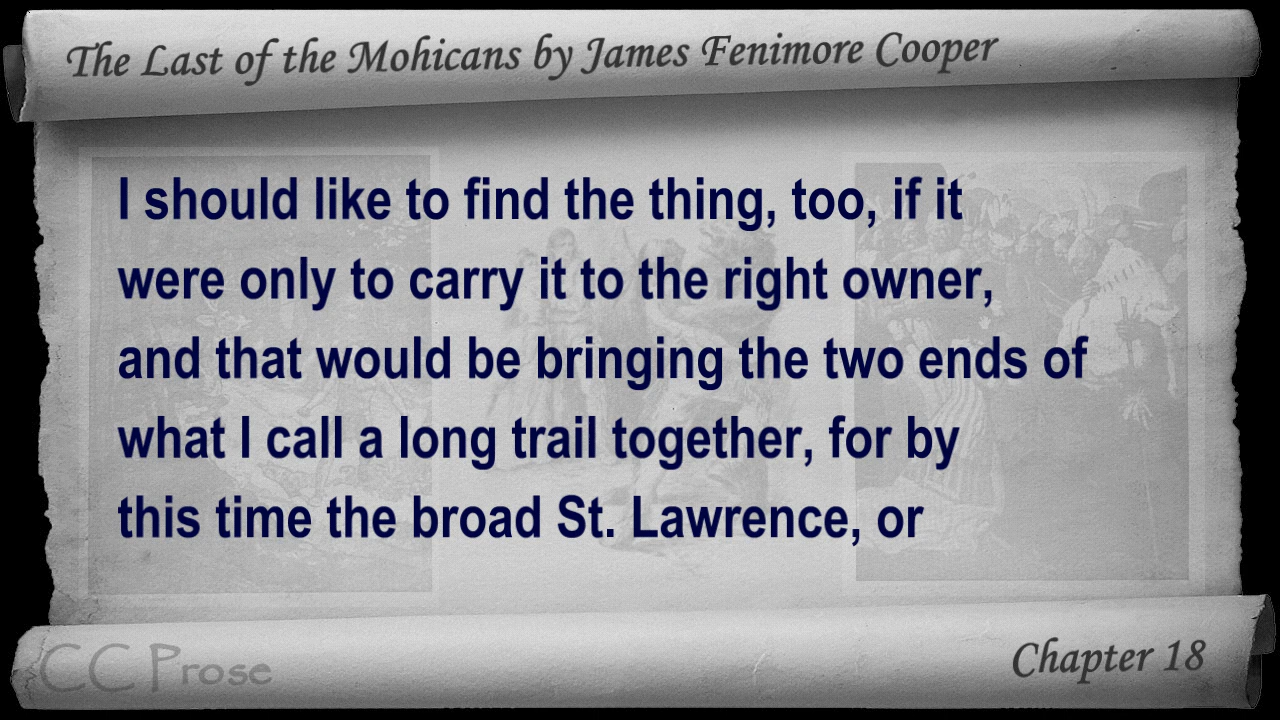 The Last of the Mohicans by James Fenimore Cooper
I should like to find the thing, too, if it
were only to carry it to the right owner,
and that would be bringing the two ends of
what I call a long trail together, for by
this time the broad St. Lawrence, or
CC Prose
Chapter 18